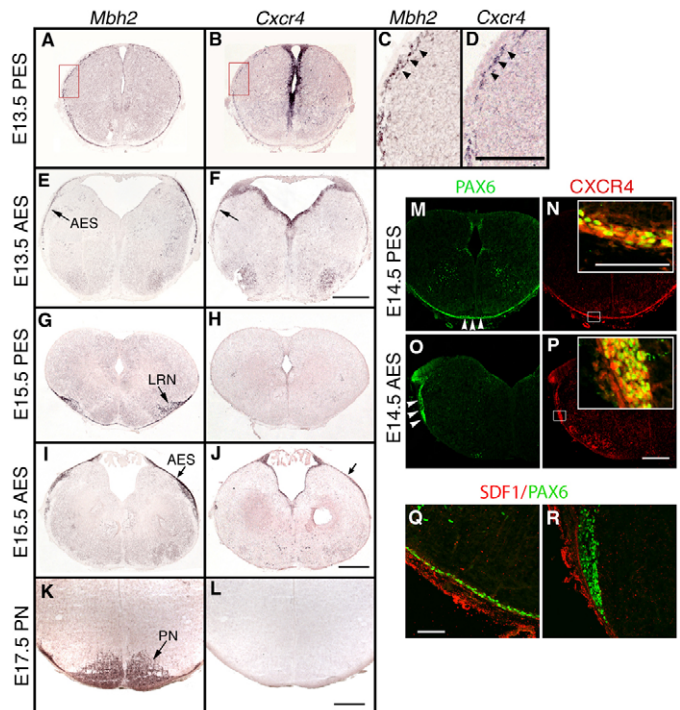 Mbh2 Cxcr4 Mbh2 Cxcr4
E13.5 PES
A B C D
E13.5 AES
E AES F
PAX6 CXCR4
E14.5 PES
M N
E15.5 PES
G LRN H
E14.5 AES
O P
E15.5 AES
I AES J
SDF1/PAX6
Q R
E17.5 PN
K PN L